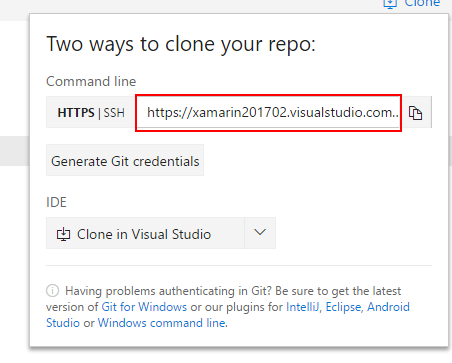 Clone
Two ways to clone your repo:
Command line
HTTPS | SSH https://xamarin201702.visualstudio.com...
Generate Git credentials
IDE
Clone in Visual Studio
Having problems authenticating in Git? Be sure to get the latest
version of Git for Windows or our plugins for IntelliJ, Eclipse, Android
Studio or Windows command line.